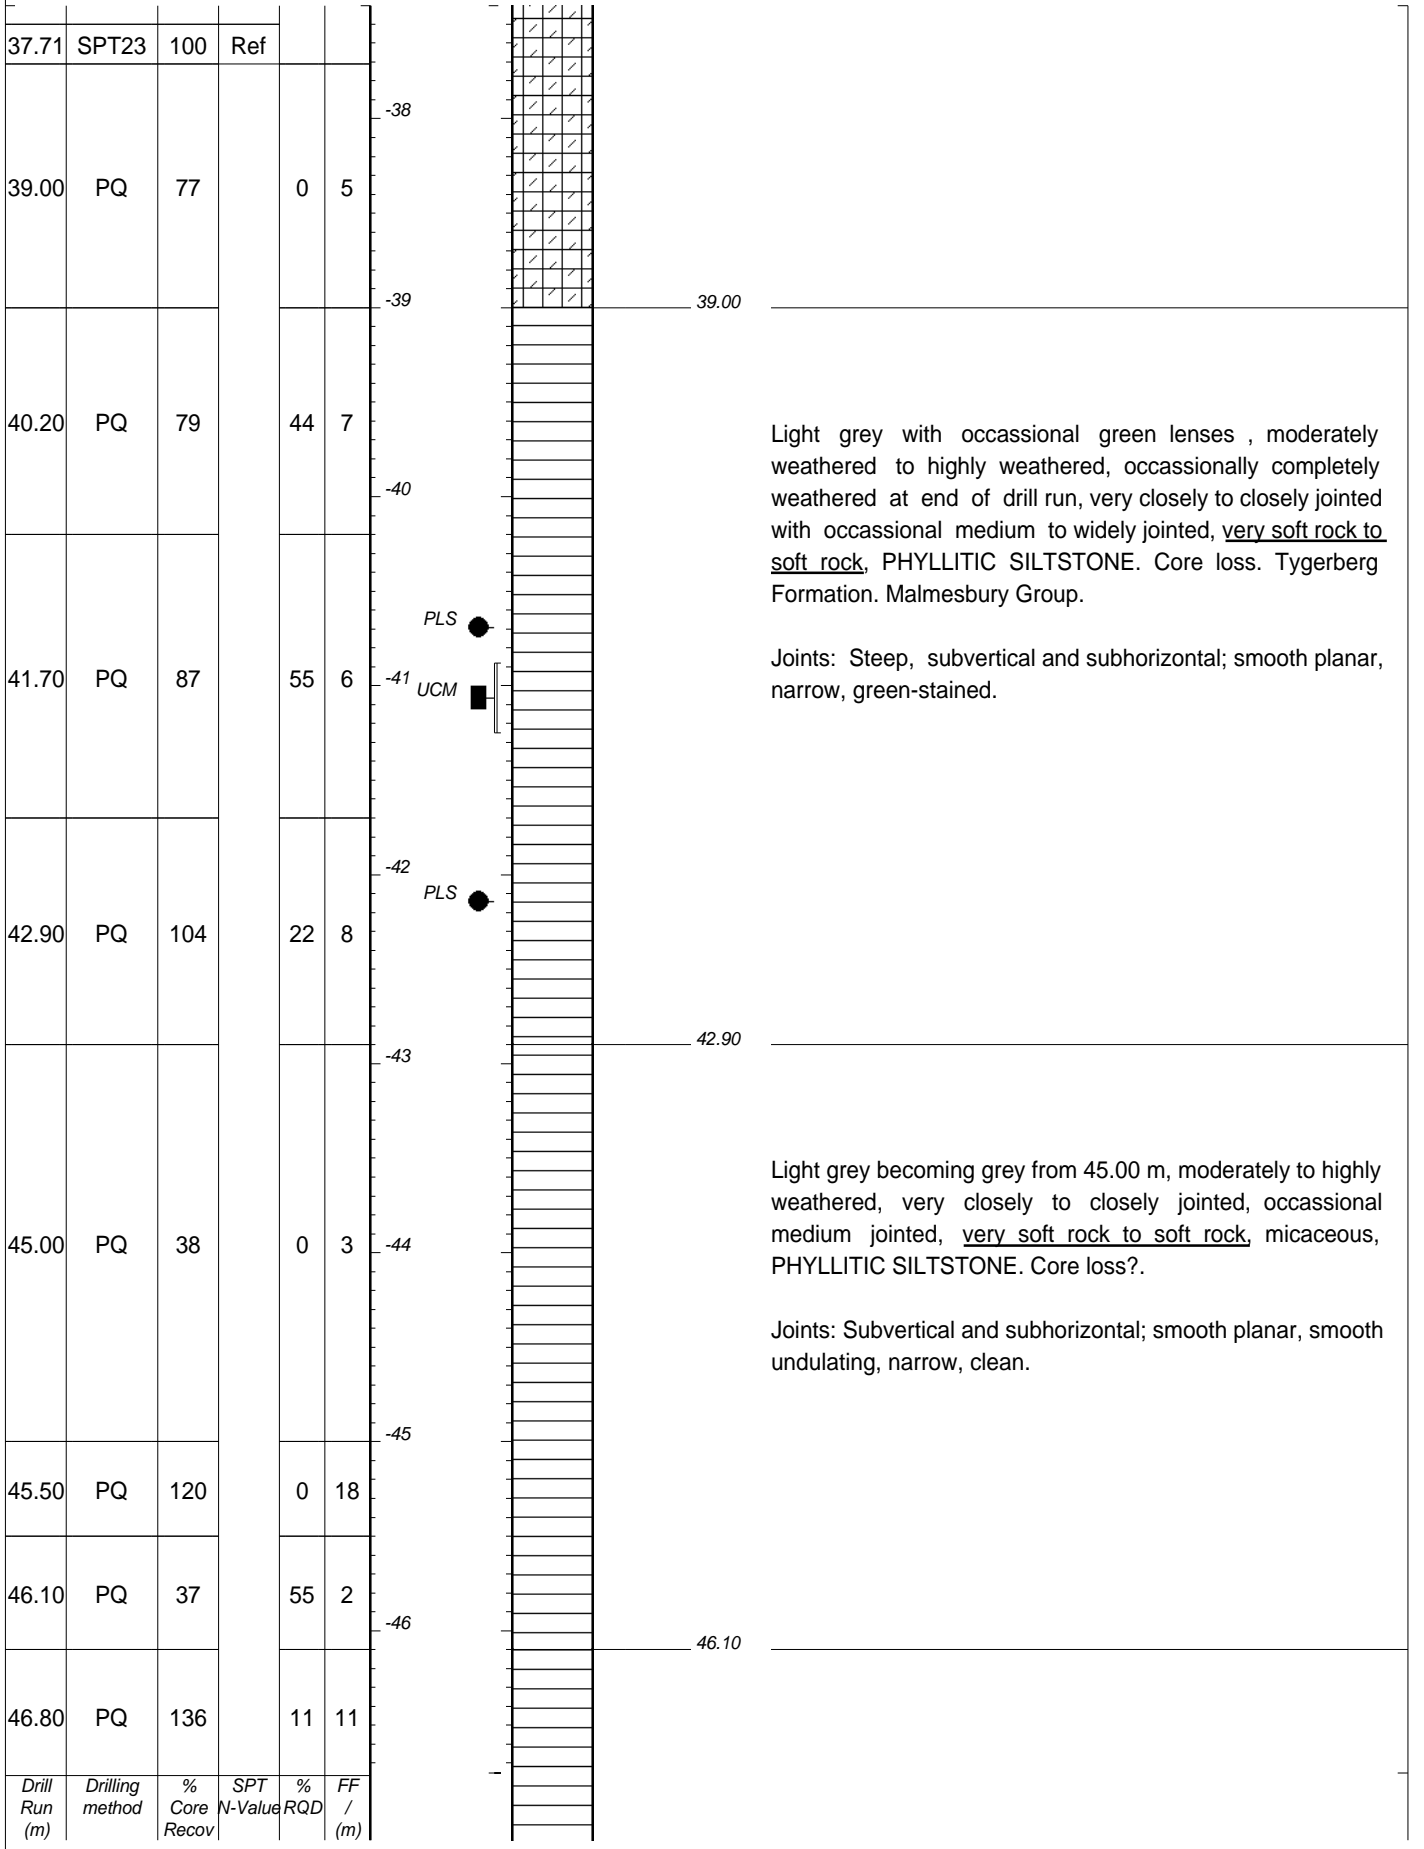 37.71 SPT23 100 Ref
-38
39.00 PQ 77 0 5
-39
39.00
40.20 PQ 79 44 7
Light grey with occassional green lenses , moderately
weathered to highly weathered, occassionally completely
weathered at end of drill run, very closely to closely jointed
with occassional medium to widely jointed, very soft rock to
soft rock, PHYLLITIC SILTSTONE. Core loss. Tygerberg
Formation. Malmesbury Group.
-40
PLS
Joints: Steep, subvertical and subhorizontal; smooth planar,
narrow, green-stained.
41.70 PQ 87 55 6
-41
UCM
-42
PLS
42.90 PQ 104 22 8
42.90
-43
Light grey becoming grey from 45.00 m, moderately to highly
weathered, very closely to closely jointed, occassional
medium jointed, very soft rock to soft rock, micaceous,
PHYLLITIC SILTSTONE. Core loss?.
45.00 PQ 38 0 3
-44
Joints: Subvertical and subhorizontal; smooth planar, smooth
undulating, narrow, clean.
-45
45.50 PQ 120 0 18
46.10 PQ 37 55 2
-46
46.10
46.80 PQ 136 11 11
Drill Drilling % SPT % FF
Run method Core N-Value RQD /
(m) Recov (m)